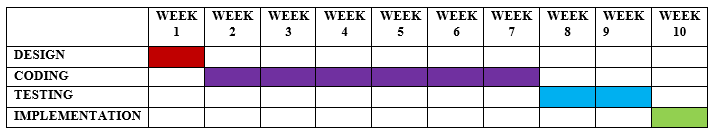 WEEK 1 WEEK 2 WEEK 3 WEEK 4 WEEK 5 WEEK 6 WEEK 7 WEEK 8 WEEK 9 WEEK 10
DESIGN
CODING
TESTING
IMPLEMENTATION